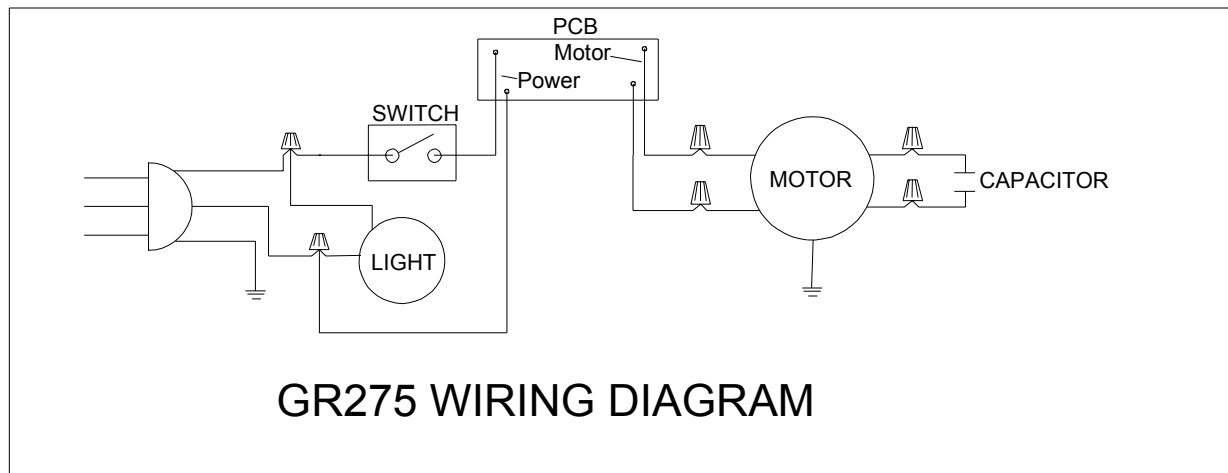 PCB
Motor
Power
SWITCH
MOTOR
CAPACITOR
LIGHT
GR275 WIRING DIAGRAM